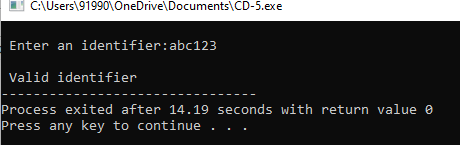 C:\Users\91990\OneDrive\Documents\CD-5.exe
Enter an identifier:abc123
Valid identifier
--------------------------------
Process exited after 14.19 seconds with return value 0
Press any key to continue . . .